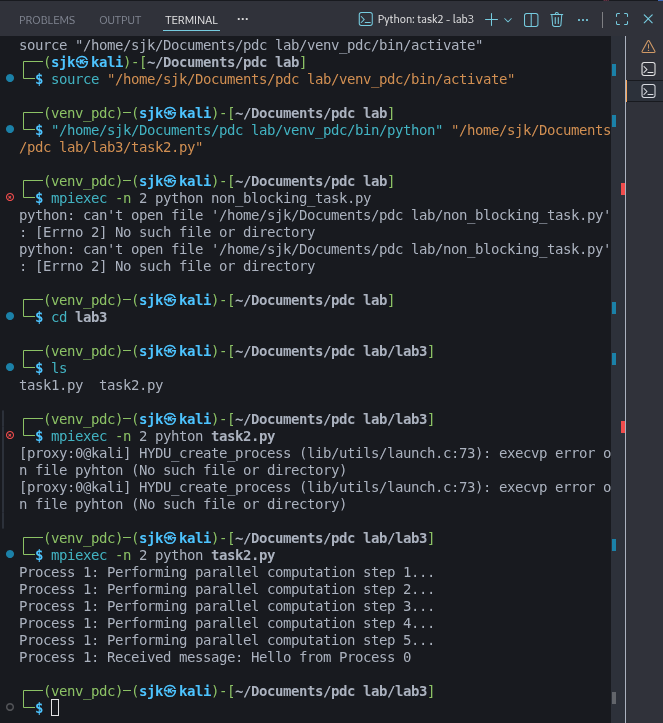 PROBLEMS OUTPUT TERMINAL ··· Python: task2 - lab3
source "/home/sjk/Documents/pdc lab/venv_pdc/bin/activate"
┌──(sjk㉿kali)-[~/Documents/pdc lab]
└─$ source "/home/sjk/Documents/pdc lab/venv_pdc/bin/activate"
┌──(venv_pdc)─(sjk㉿kali)-[~/Documents/pdc lab]
└─$ "/home/sjk/Documents/pdc lab/venv_pdc/bin/python" "/home/sjk/Documents
/pdc lab/lab3/task2.py"
┌──(venv_pdc)─(sjk㉿kali)-[~/Documents/pdc lab]
└─$ mpiexec -n 2 python non_blocking_task.py
python: can't open file '/home/sjk/Documents/pdc lab/non_blocking_task.py'
: [Errno 2] No such file or directory
python: can't open file '/home/sjk/Documents/pdc lab/non_blocking_task.py'
: [Errno 2] No such file or directory
┌──(venv_pdc)─(sjk㉿kali)-[~/Documents/pdc lab]
└─$ cd lab3
┌──(venv_pdc)─(sjk㉿kali)-[~/Documents/pdc lab/lab3]
└─$ ls
task1.py  task2.py
┌──(venv_pdc)─(sjk㉿kali)-[~/Documents/pdc lab/lab3]
└─$ mpiexec -n 2 pyhton task2.py
[proxy:0@kali] HYDU_create_process (lib/utils/launch.c:73): execvp error o
n file pyhton (No such file or directory)
[proxy:0@kali] HYDU_create_process (lib/utils/launch.c:73): execvp error o
n file pyhton (No such file or directory)
┌──(venv_pdc)─(sjk㉿kali)-[~/Documents/pdc lab/lab3]
└─$ mpiexec -n 2 python task2.py
Process 1: Performing parallel computation step 1...
Process 1: Performing parallel computation step 2...
Process 1: Performing parallel computation step 3...
Process 1: Performing parallel computation step 4...
Process 1: Performing parallel computation step 5...
Process 1: Received message: Hello from Process 0
┌──(venv_pdc)─(sjk㉿kali)-[~/Documents/pdc lab/lab3]
└─$